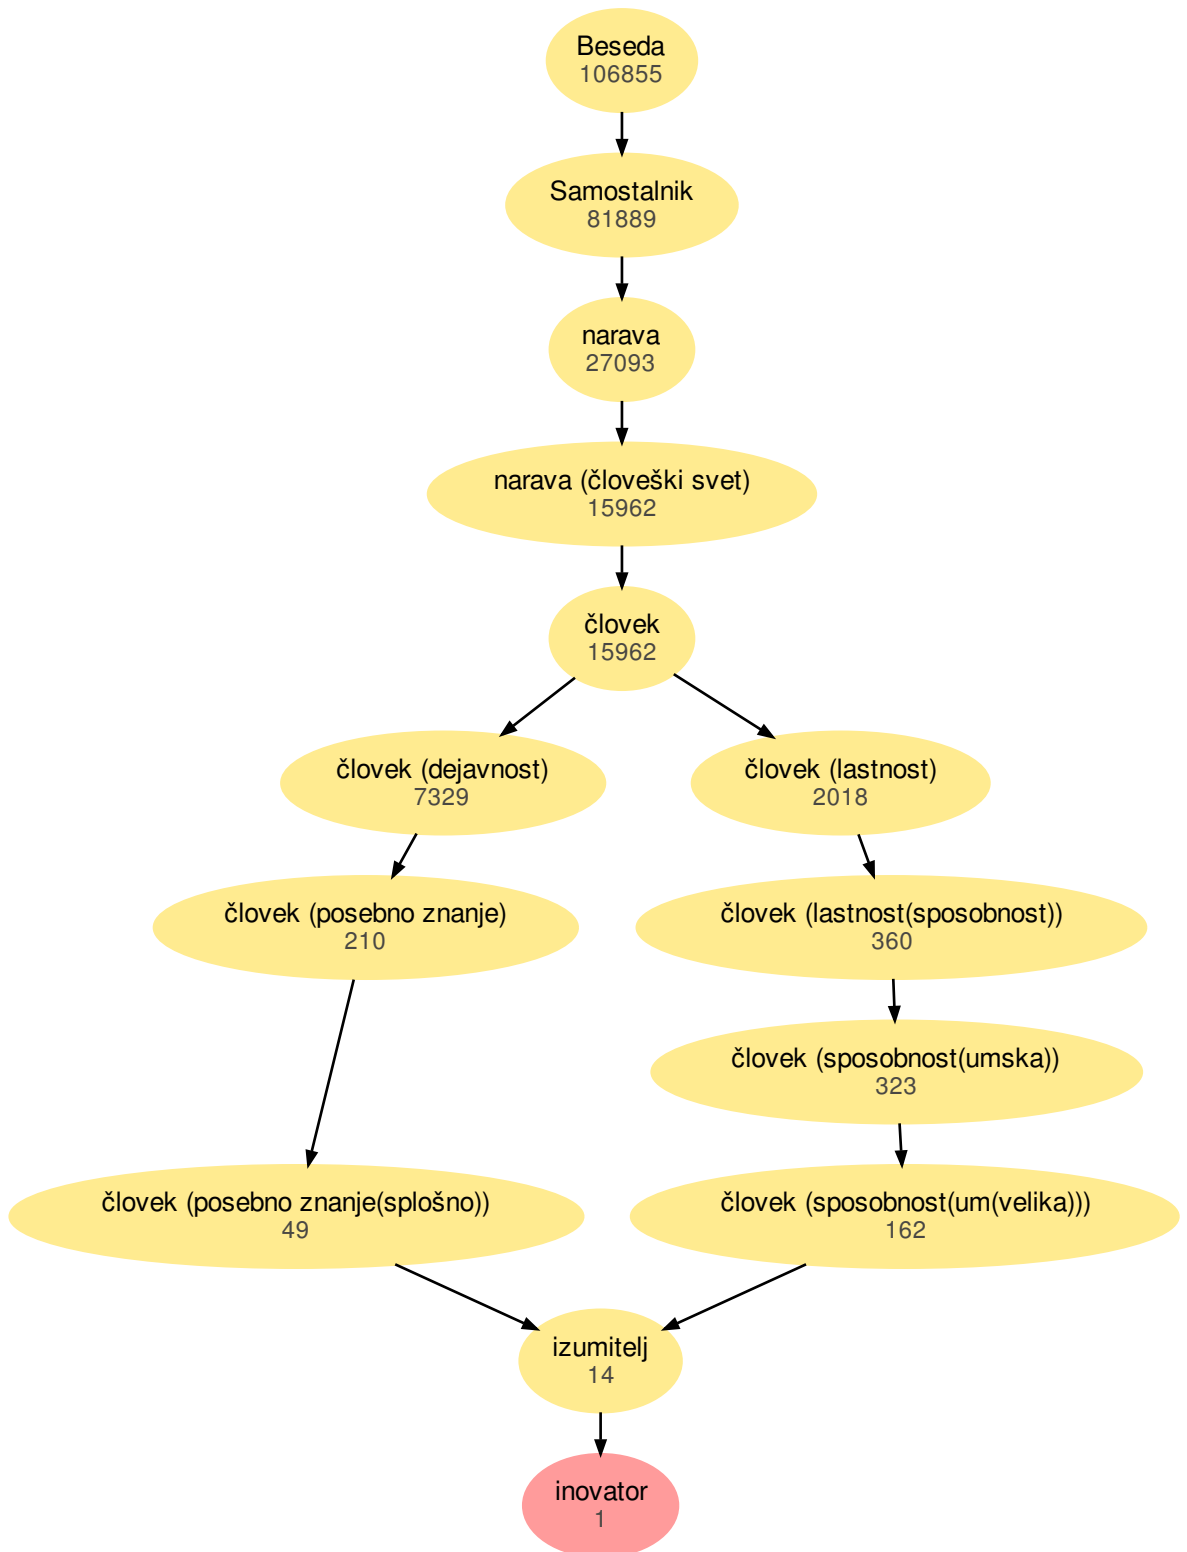 Beseda
106855
Samostalnik
81889
narava
27093
narava (človeški svet)
15962
človek
15962
človek (dejavnost)
7329
človek (lastnost)
2018
človek (posebno znanje)
210
človek (lastnost(sposobnost))
360
človek (sposobnost(umska))
323
človek (posebno znanje(splošno))
49
človek (sposobnost(um(velika)))
162
izumitelj
14
inovator
1